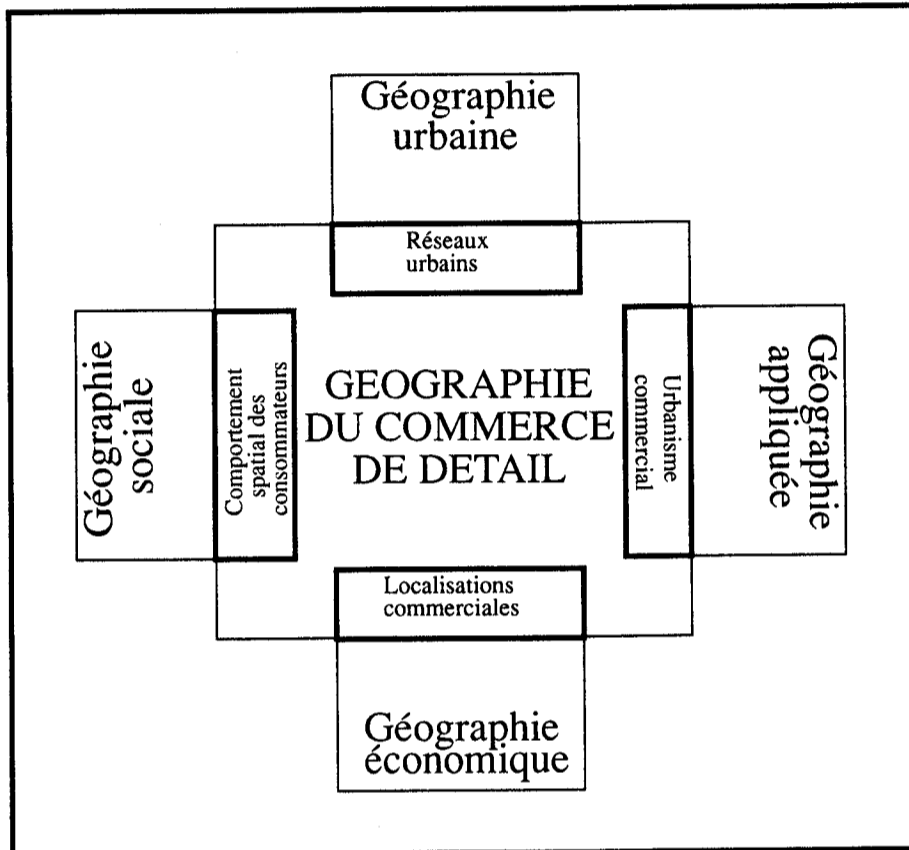 Géographie
urbaine
Réseaux
urbains
Géographie
sociale
Comportement
spatial des
consommateurs
GEOGRAPHIE
DU COMMERCE
DE DETAIL
Urbanisme
commercial
Géographie
appliquée
Localisations
commerciales
Géographie
économique